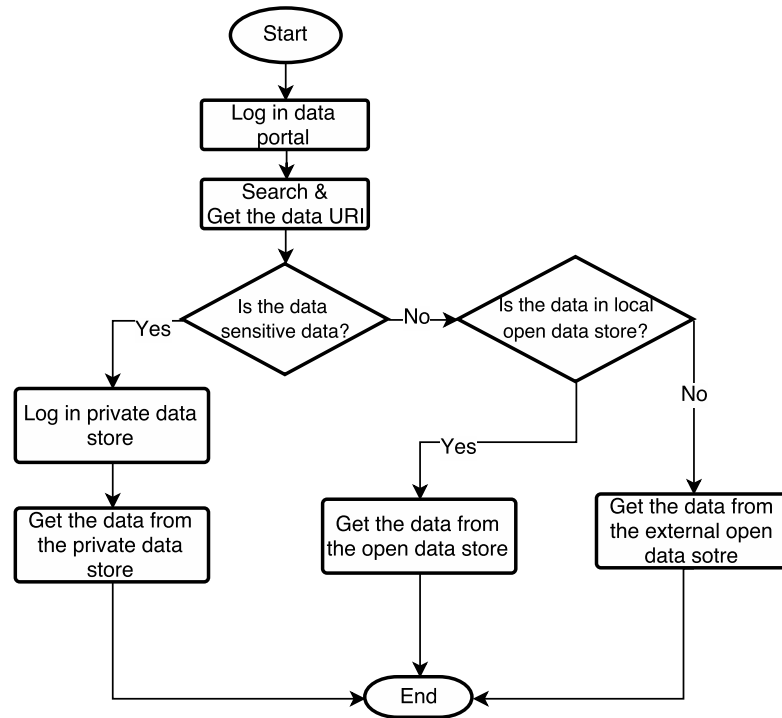 Start
Log in data
portal
Search &
Get the data URI
Is the data
sensitive data?
No
Is the data in local
open data store?
Yes
No
Log in private data
store
Yes
Get the data from
the private data
store
Get the data from
the open data store
Get the data from
the external open
data sotre
End